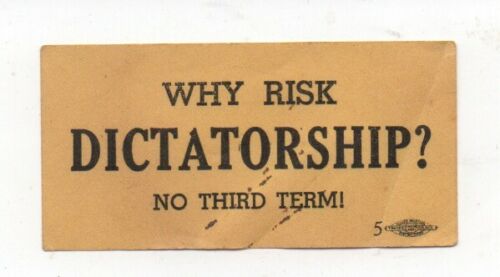 WHY RISK
DICTATORSHIP?
NO THIRD TERM!
5